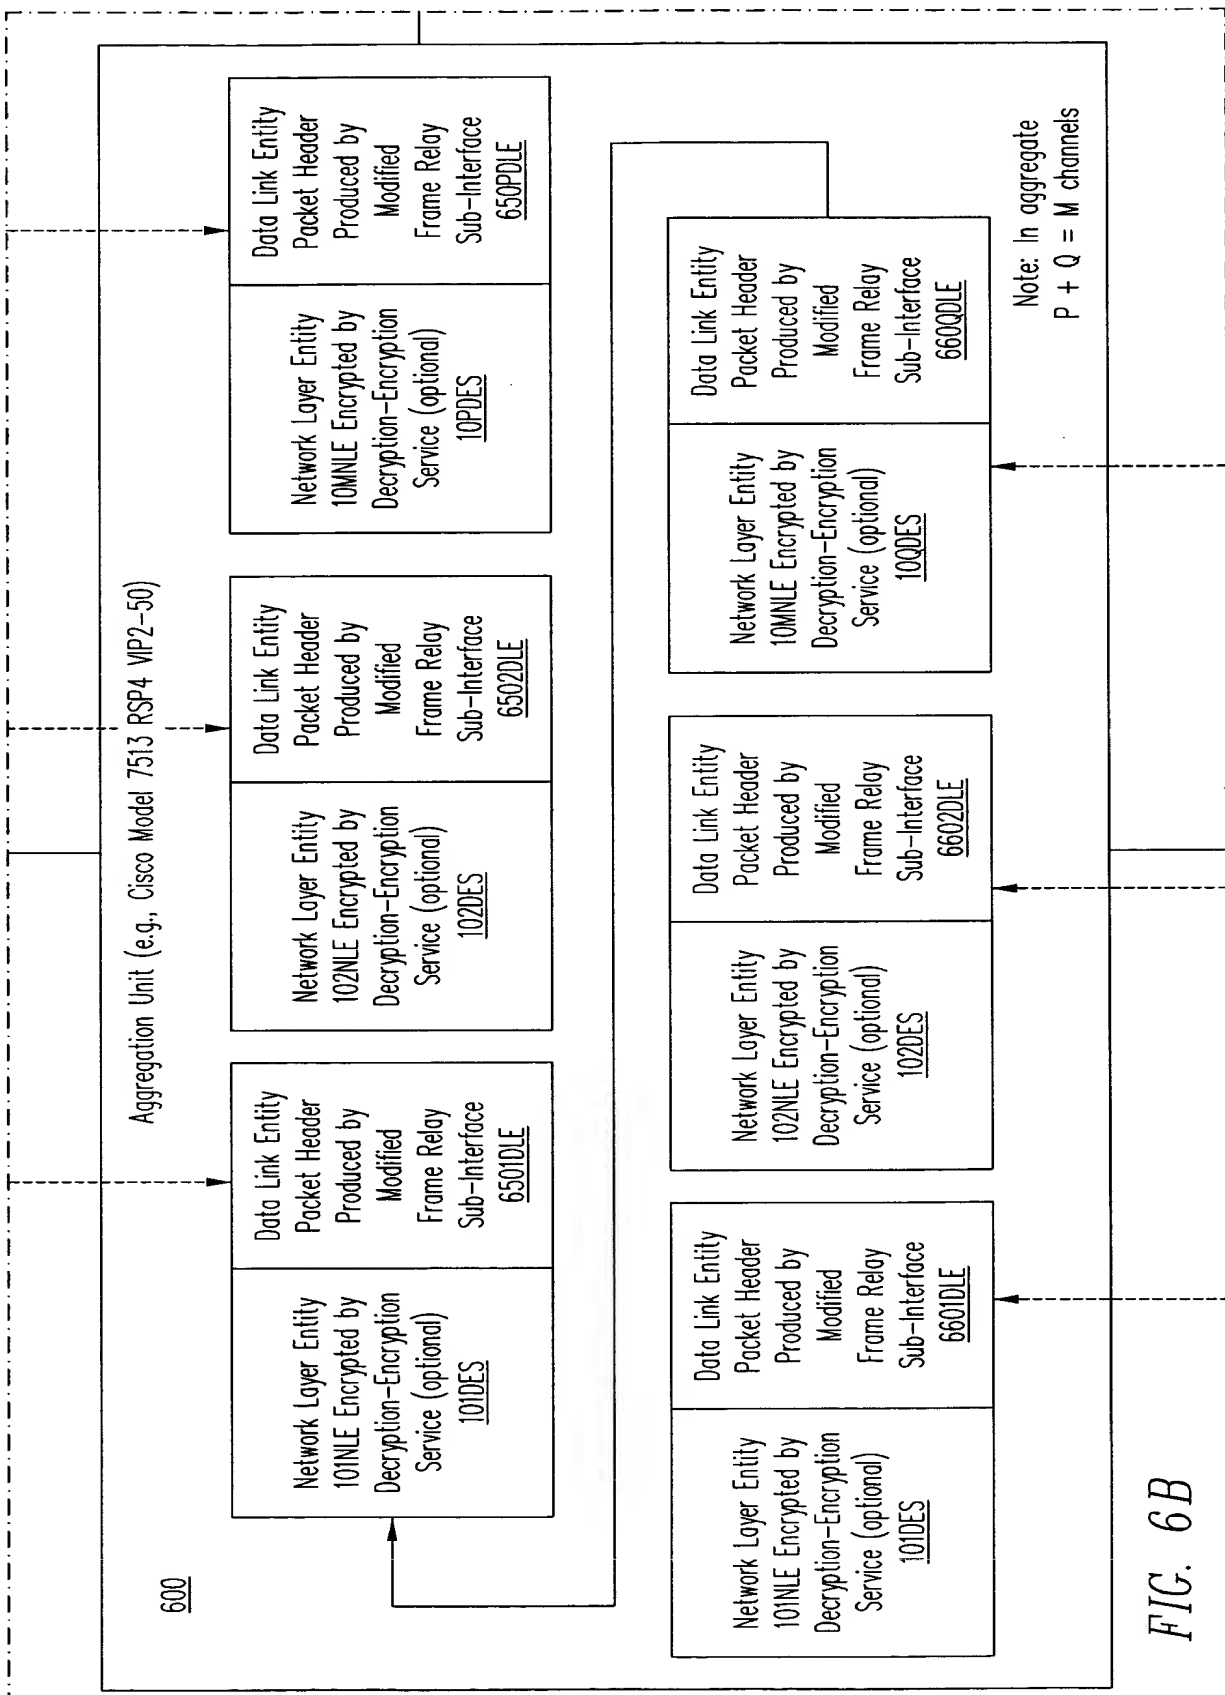 600
Aggregation Unit (e.g., Cisco Model 7513 RSP4 VIP2-50)
Network Layer Entity
101NLE Encrypted by
Decryption-Encryption
Service (optional)
101DES
Data Link Entity
Packet Header
Produced by
Modified
Frame Relay
Sub-Interface
6501DLE
Network Layer Entity
102NLE Encrypted by
Decryption-Encryption
Service (optional)
102DES
Data Link Entity
Packet Header
Produced by
Modified
Frame Relay
Sub-Interface
6502DLE
Network Layer Entity
10MNLE Encrypted by
Decryption-Encryption
Service (optional)
10PDES
Data Link Entity
Packet Header
Produced by
Modified
Frame Relay
Sub-Interface
650PDLE
Network Layer Entity
101NLE Encrypted by
Decryption-Encryption
Service (optional)
101DES
Data Link Entity
Packet Header
Produced by
Modified
Frame Relay
Sub-Interface
6601DLE
Network Layer Entity
102NLE Encrypted by
Decryption-Encryption
Service (optional)
102DES
Data Link Entity
Packet Header
Produced by
Modified
Frame Relay
Sub-Interface
6602DLE
Network Layer Entity
10MNLE Encrypted by
Decryption-Encryption
Service (optional)
10QDES
Data Link Entity
Packet Header
Produced by
Modified
Frame Relay
Sub-Interface
660QDLE
Note: In aggregate
P + Q = M channels
FIG. 6B